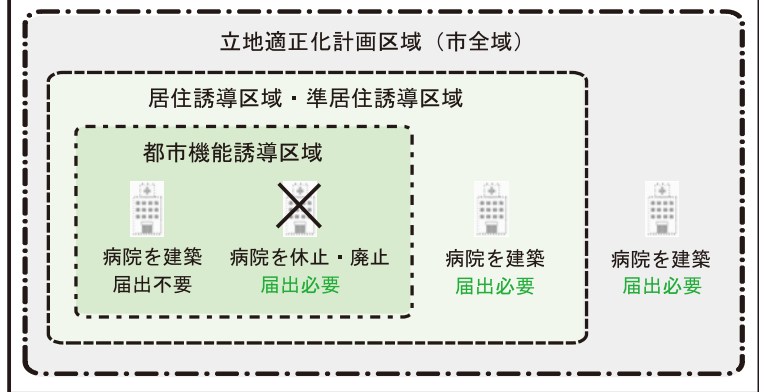 立地適正化計画区域（市全域）
居住誘導区域・準居住誘導区域
都市機能誘導区域
病院を建築
届出不要
病院を休止・廃止
届出必要
病院を建築
届出必要
病院を建築
届出必要